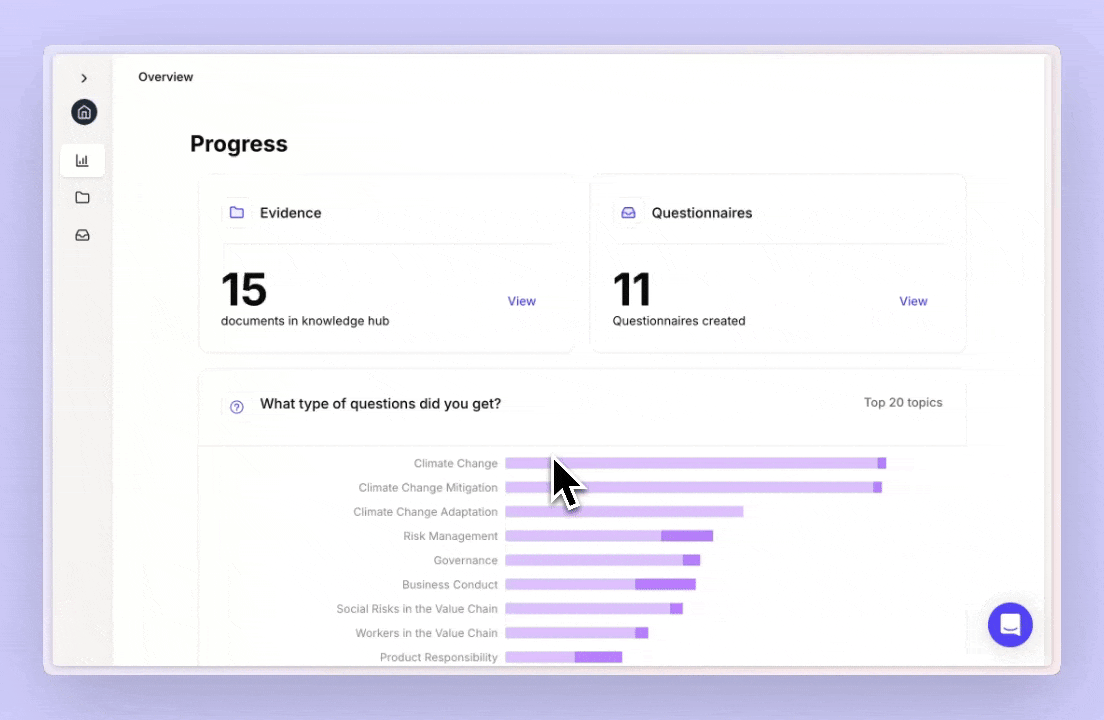 Overview
Progress
Evidence
Questionnaires
15
documents in knowledge hub
View
11
Questionnaires created
View
What type of questions did you get?
Top 20 topics
Climate Change
Climate Change Mitigation
Climate Change Adaptation
Risk Management
Governance
Business Conduct
Social Risks in the Value Chain
Workers in the Value Chain
Product Responsibility